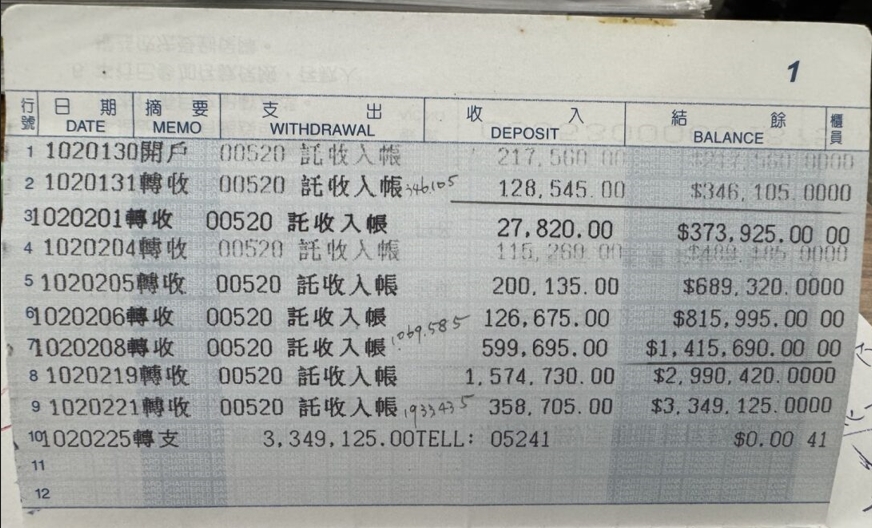 1
行號 日期 摘要 支出 收入 結餘 櫃員
DATE MEMO WITHDRAWAL DEPOSIT BALANCE
1 1020130開戶 00520 託收入帳 217,560.00 $217,560.0000
2 1020131轉收 00520 託收入帳 346,105 128,545.00 $346,105.0000
3 1020201轉收 00520 託收入帳 27,820.00 $373,925.00 00
4 1020204轉收 00520 託收入帳 115,260.00 $489,185.0000
5 1020205轉收 00520 託收入帳 200,135.00 $689,320.0000
6 1020206轉收 00520 託收入帳 126,675.00 $815,995.00 00
7 1020208轉收 00520 託收入帳 1,069,585 599,695.00 $1,415,690.00 00
8 1020219轉收 00520 託收入帳 1,574,730.00 $2,990,420.0000
9 1020221轉收 00520 託收入帳 1933435 358,705.00 $3,349,125.0000
10 1020225轉支 3,349,125.00TELL: 05241 $0.00 41
11
12